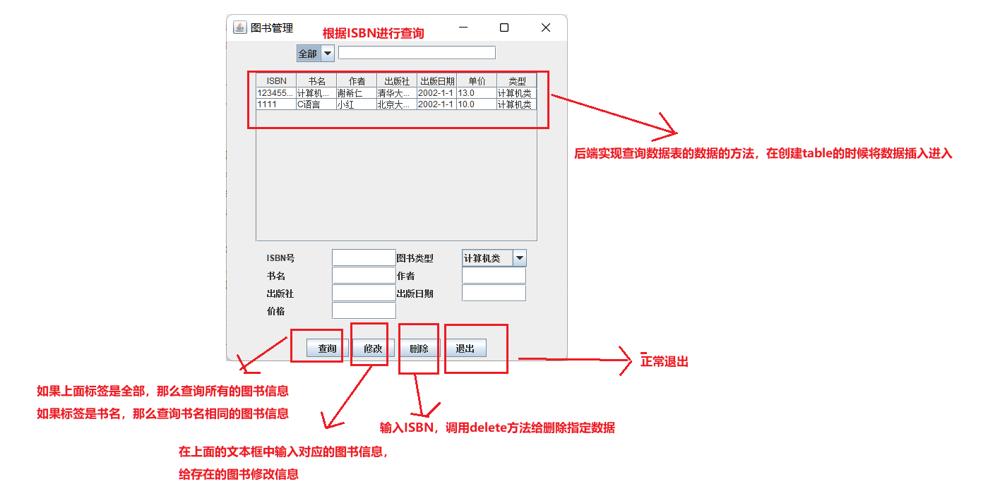 图书管理
根据ISBN进行查询
全部
ISBN 书名 作者 出版社 出版日期 单价 类型
123455... 计算机... 谢希仁 清华大... 2002-1-1 13.0 计算机类
1111 C语言 小红 北京大... 2002-1-1 10.0 计算机类
后端实现查询数据表的数据的方法，在创建table的时候将数据插入进入
ISBN号 图书类型 计算机类
书名 作者
出版社 出版日期
价格
查询 修改 删除 退出
正常退出
如果上面标签是全部，那么查询所有的图书信息
如果标签是书名，那么查询书名相同的图书信息
输入ISBN，调用delete方法给删除指定数据
在上面的文本框中输入对应的图书信息，
给存在的图书修改信息